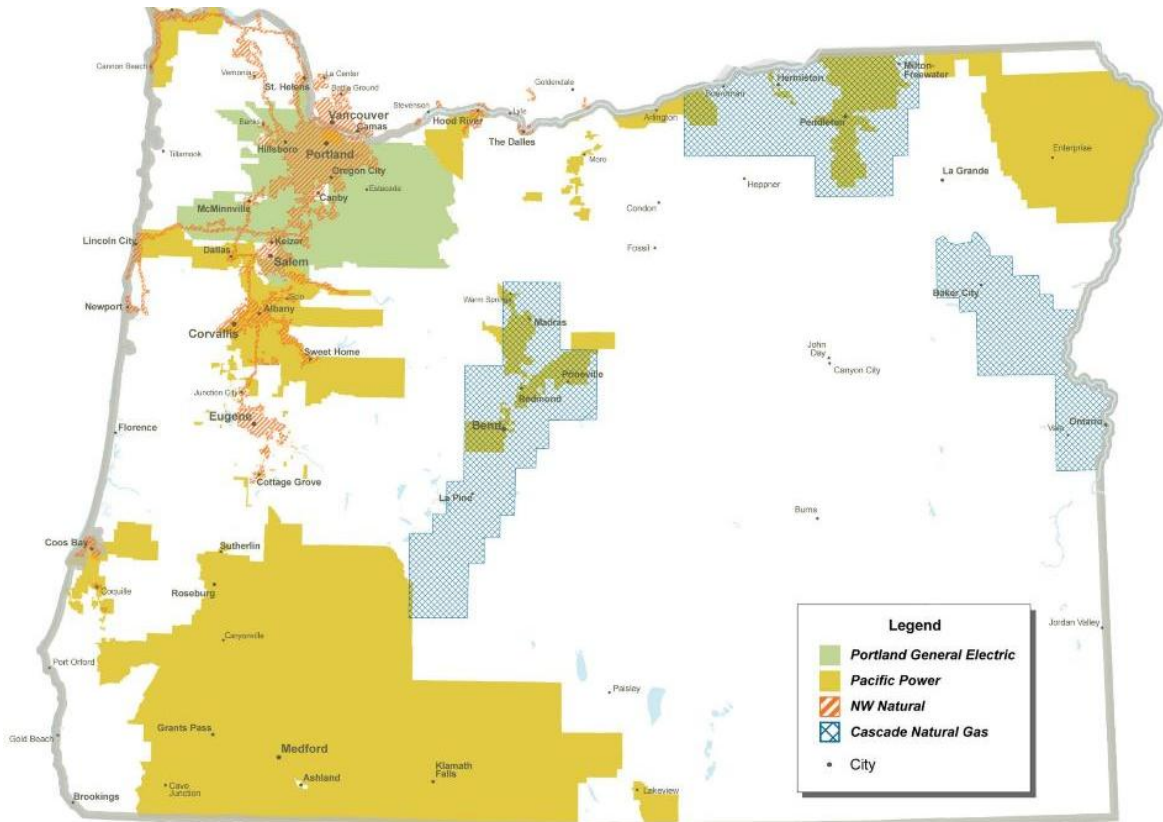 Cannon Beach
Vernonia
St. Helens
La Center
Battle Ground
Vancouver
Camas
Stevenson
Lyle
Goldendale
Hood River
The Dalles
Arlington
Boardman
Hermiston
Milton-
Freewater
Pendleton
Enterprise
La Grande
Banks
Hillsboro
Portland
Oregon City
Estacada
Canby
Tillamook
McMinnville
Moro
Heppner
Condon
Fossil
Lincoln City
Dallas
Keizer
Salem
Newport
Scio
Albany
Corvallis
Sweet Home
Warm Springs
Madras
Prineville
Redmond
Baker City
John
Day
Canyon City
Junction City
Eugene
Florence
Bend
Vale
Ontario
Cottage Grove
La Pine
Burns
Coos Bay
Sutherlin
Coquille
Roseburg
Canyonville
Port Orford
Jordan Valley
Paisley
Gold Beach
Grants Pass
Medford
Ashland
Klamath
Falls
Cave
Junction
Lakeview
Brookings
Legend
Portland General Electric
Pacific Power
NW Natural
Cascade Natural Gas
City